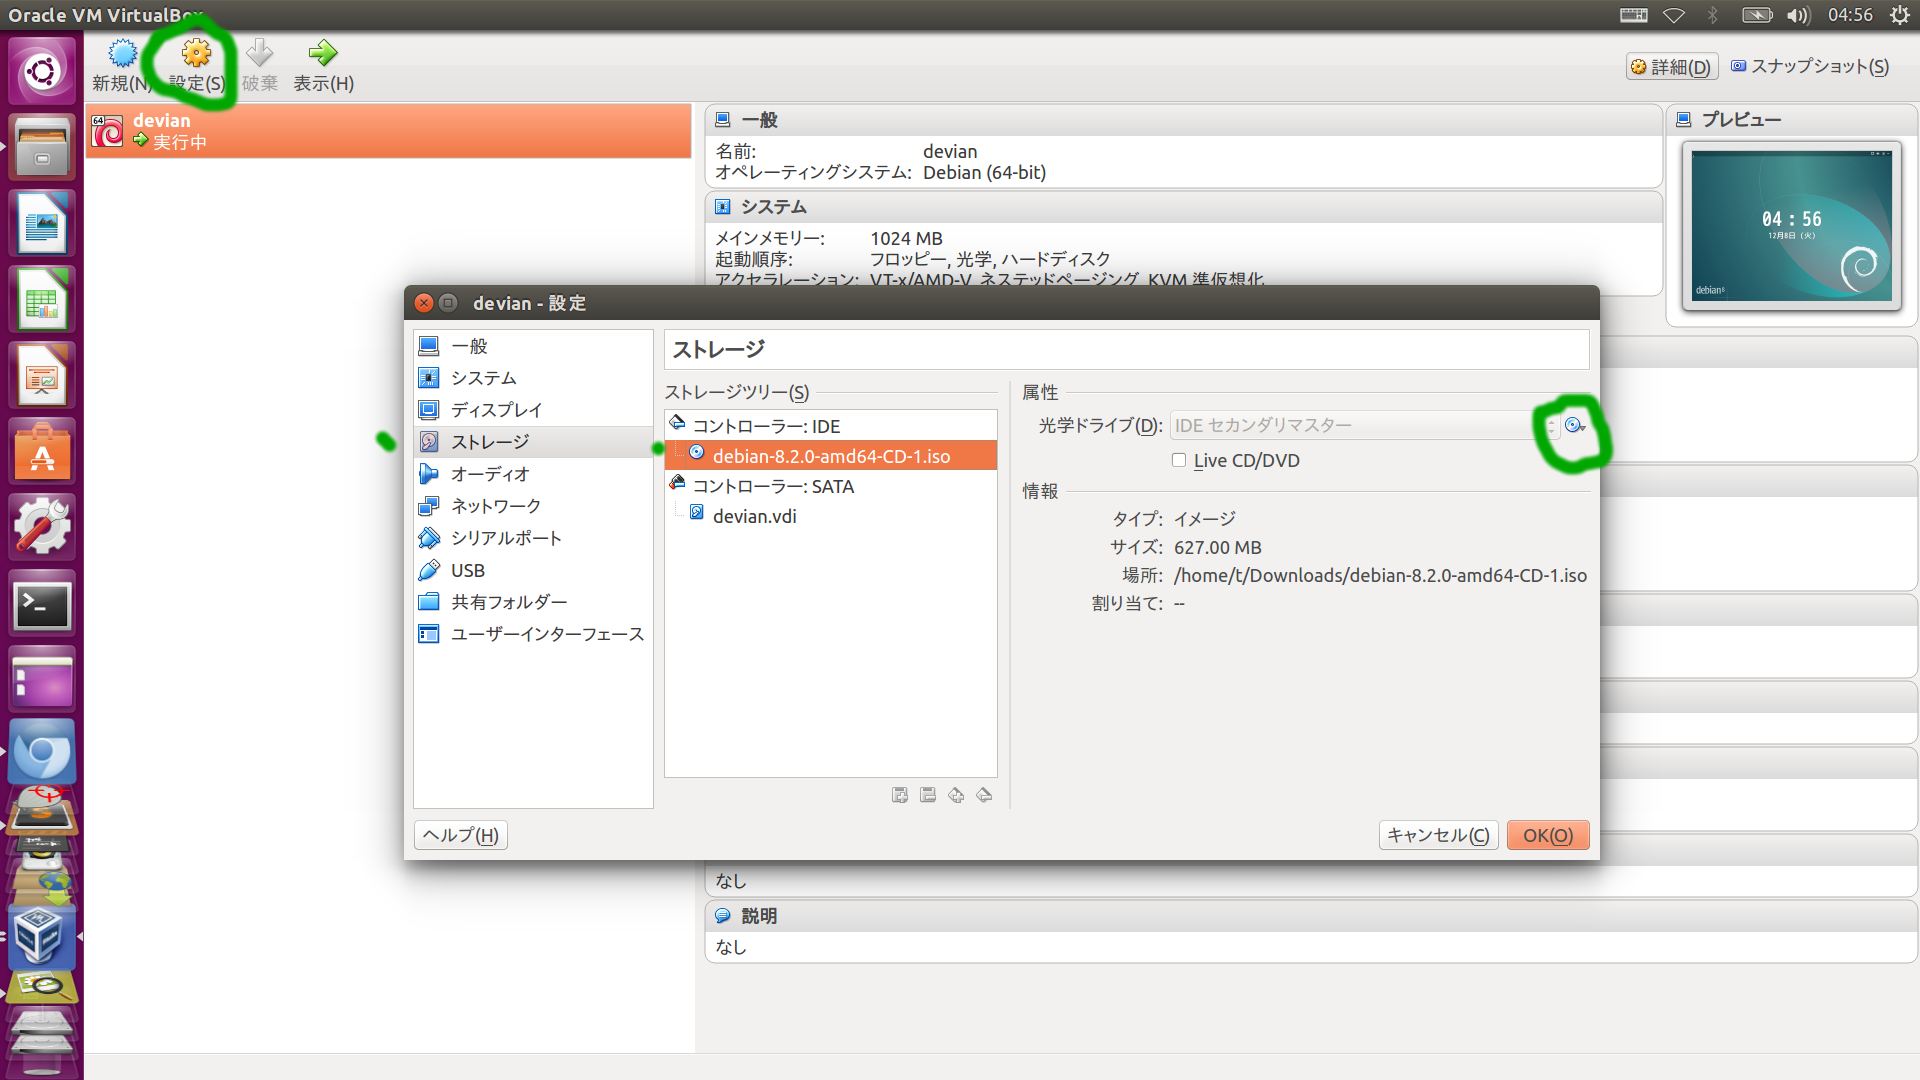 Oracle VM VirtualBox
04:56
新規(N)
設定(S)
破棄
表示(H)
詳細(D)
スナップショット(S)
64
devian
実行中
一般
名前: devian
オペレーティングシステム: Debian (64-bit)
システム
メインメモリー: 1024 MB
起動順序: フロッピー, 光学, ハードディスク
アクセラレーション: VT-x/AMD-V, ネステッドページング, KVM 準仮想化
プレビュー
04:56
12月8日 (火)
debian
devian - 設定
一般
システム
ディスプレイ
ストレージ
オーディオ
ネットワーク
シリアルポート
USB
共有フォルダー
ユーザーインターフェース
ストレージ
ストレージツリー(S)
コントローラー: IDE
debian-8.2.0-amd64-CD-1.iso
コントローラー: SATA
devian.vdi
属性
光学ドライブ(D): IDE セカンダリマスター
Live CD/DVD
情報
タイプ: イメージ
サイズ: 627.00 MB
場所: /home/t/Downloads/debian-8.2.0-amd64-CD-1.iso
割り当て: --
ヘルプ(H)
キャンセル(C)
OK(O)
なし
説明
なし